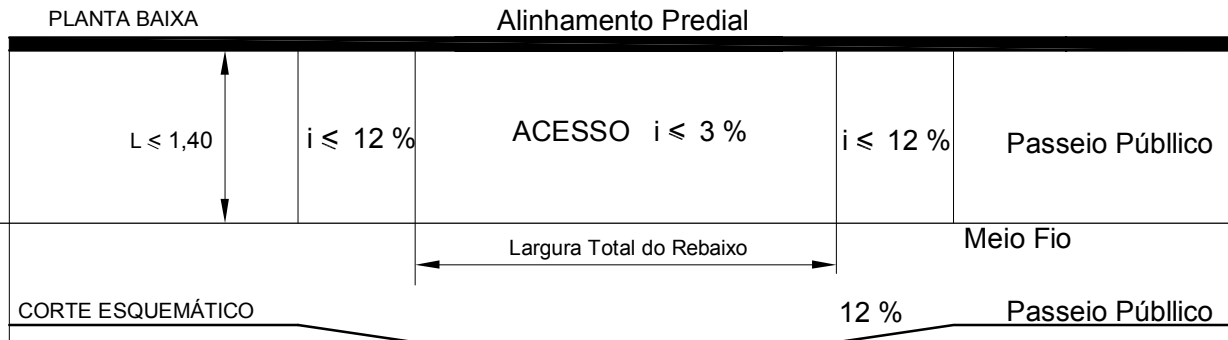 PLANTA BAIXA
Alinhamento Predial
L ⩽ 1,40
i ⩽ 12 %
ACESSO i ⩽ 3 %
i ⩽ 12 %
Passeio Públlico
Largura Total do Rebaixo
Meio Fio
CORTE ESQUEMÁTICO
12 %
Passeio Públlico